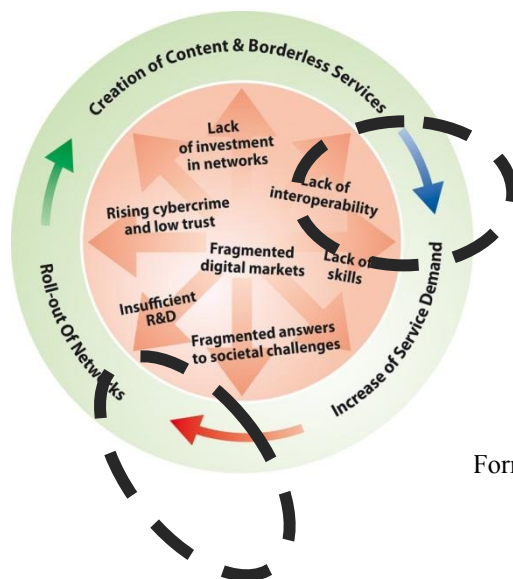 Creation of Content & Borderless Services
Lack
of investment
in networks
Lack of
interoperability
Rising cybercrime
and low trust
Fragmented
digital markets
Lack of
skills
Insufficient
R&D
Fragmented answers
to societal challenges
Increase of Service Demand
Roll-out Of Networks